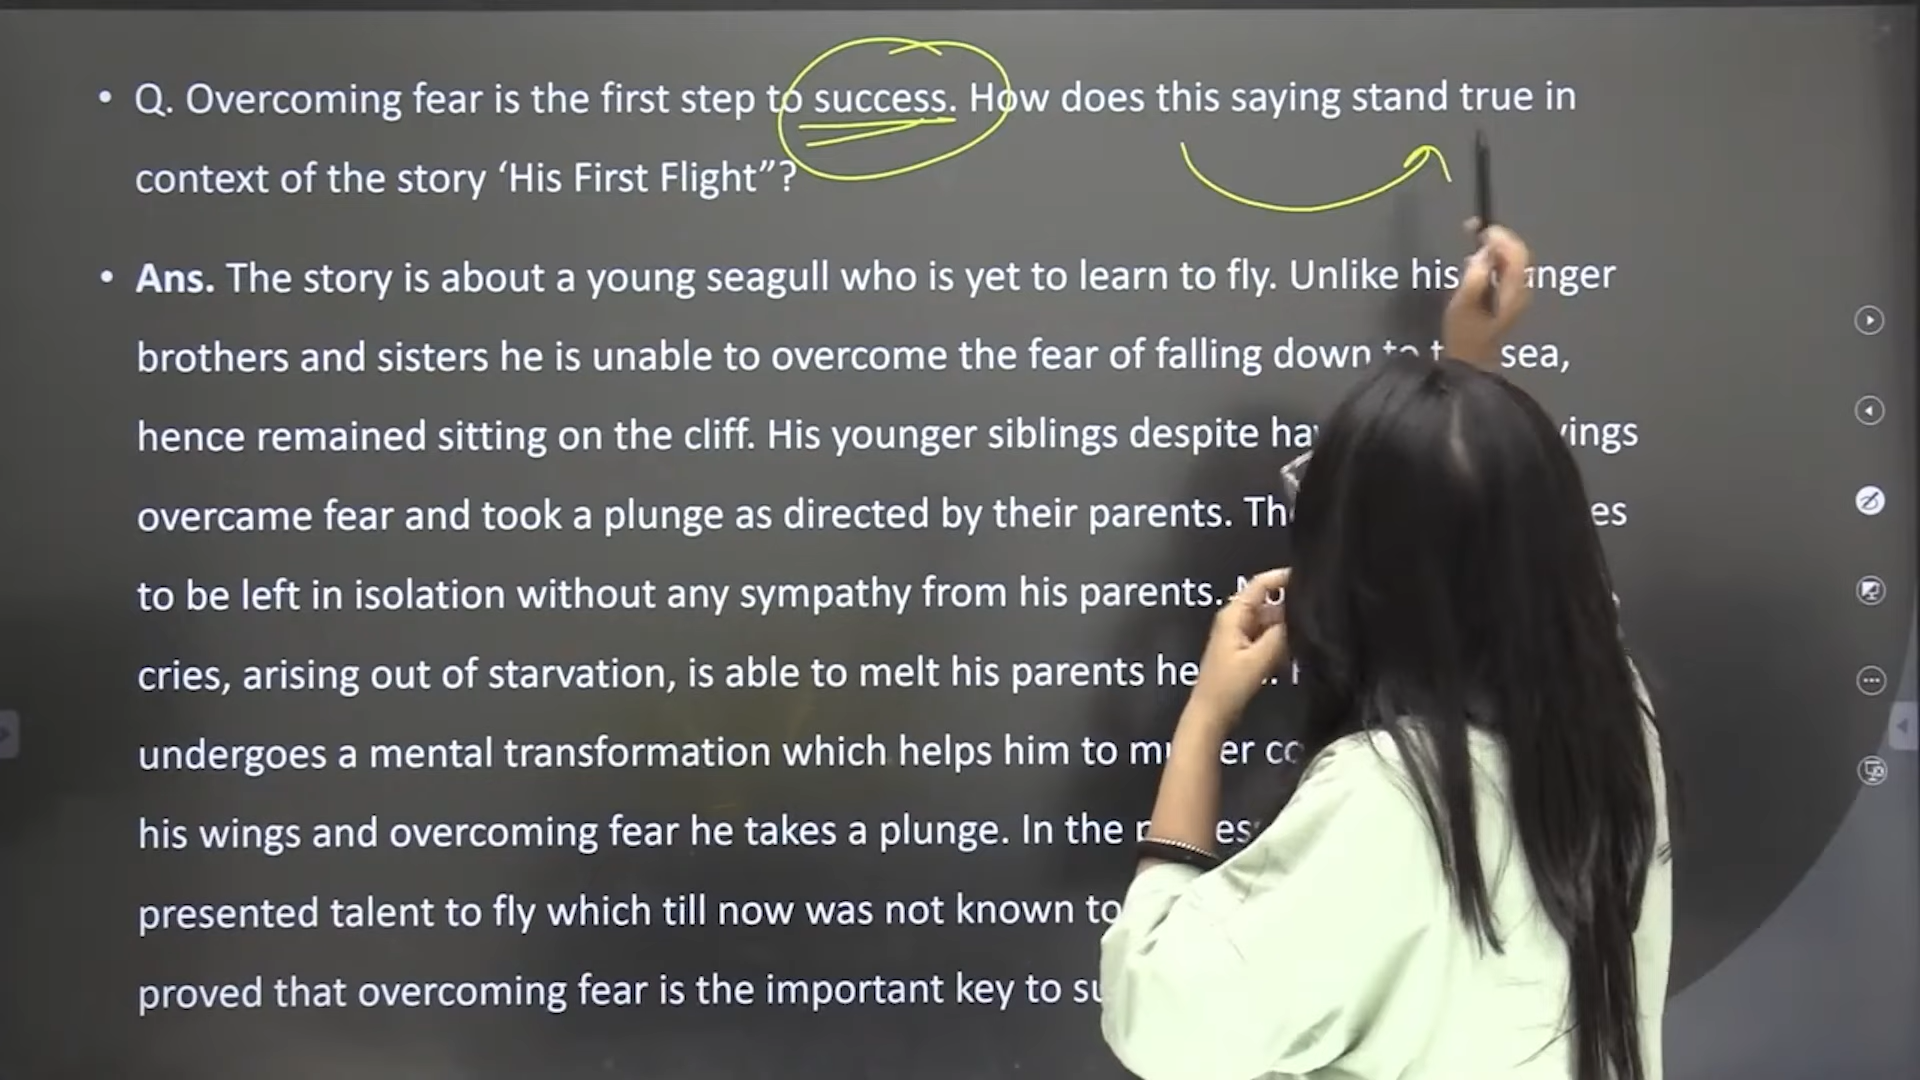 • Q. Overcoming fear is the first step to success. How does this saying stand true in
context of the story ‘His First Flight”?
• Ans. The story is about a young seagull who is yet to learn to fly. Unlike his
brothers and sisters he is unable to overcome the fear of falling down sea,
hence remained sitting on the cliff. His younger siblings despite
overcame fear and took a plunge as directed by their parents.
to be left in isolation without any sympathy from his parents.
cries, arising out of starvation, is able to melt his parents
undergoes a mental transformation which helps him to
his wings and overcoming fear he takes a plunge. In the
presented talent to fly which till now was not known to
proved that overcoming fear is the important key to